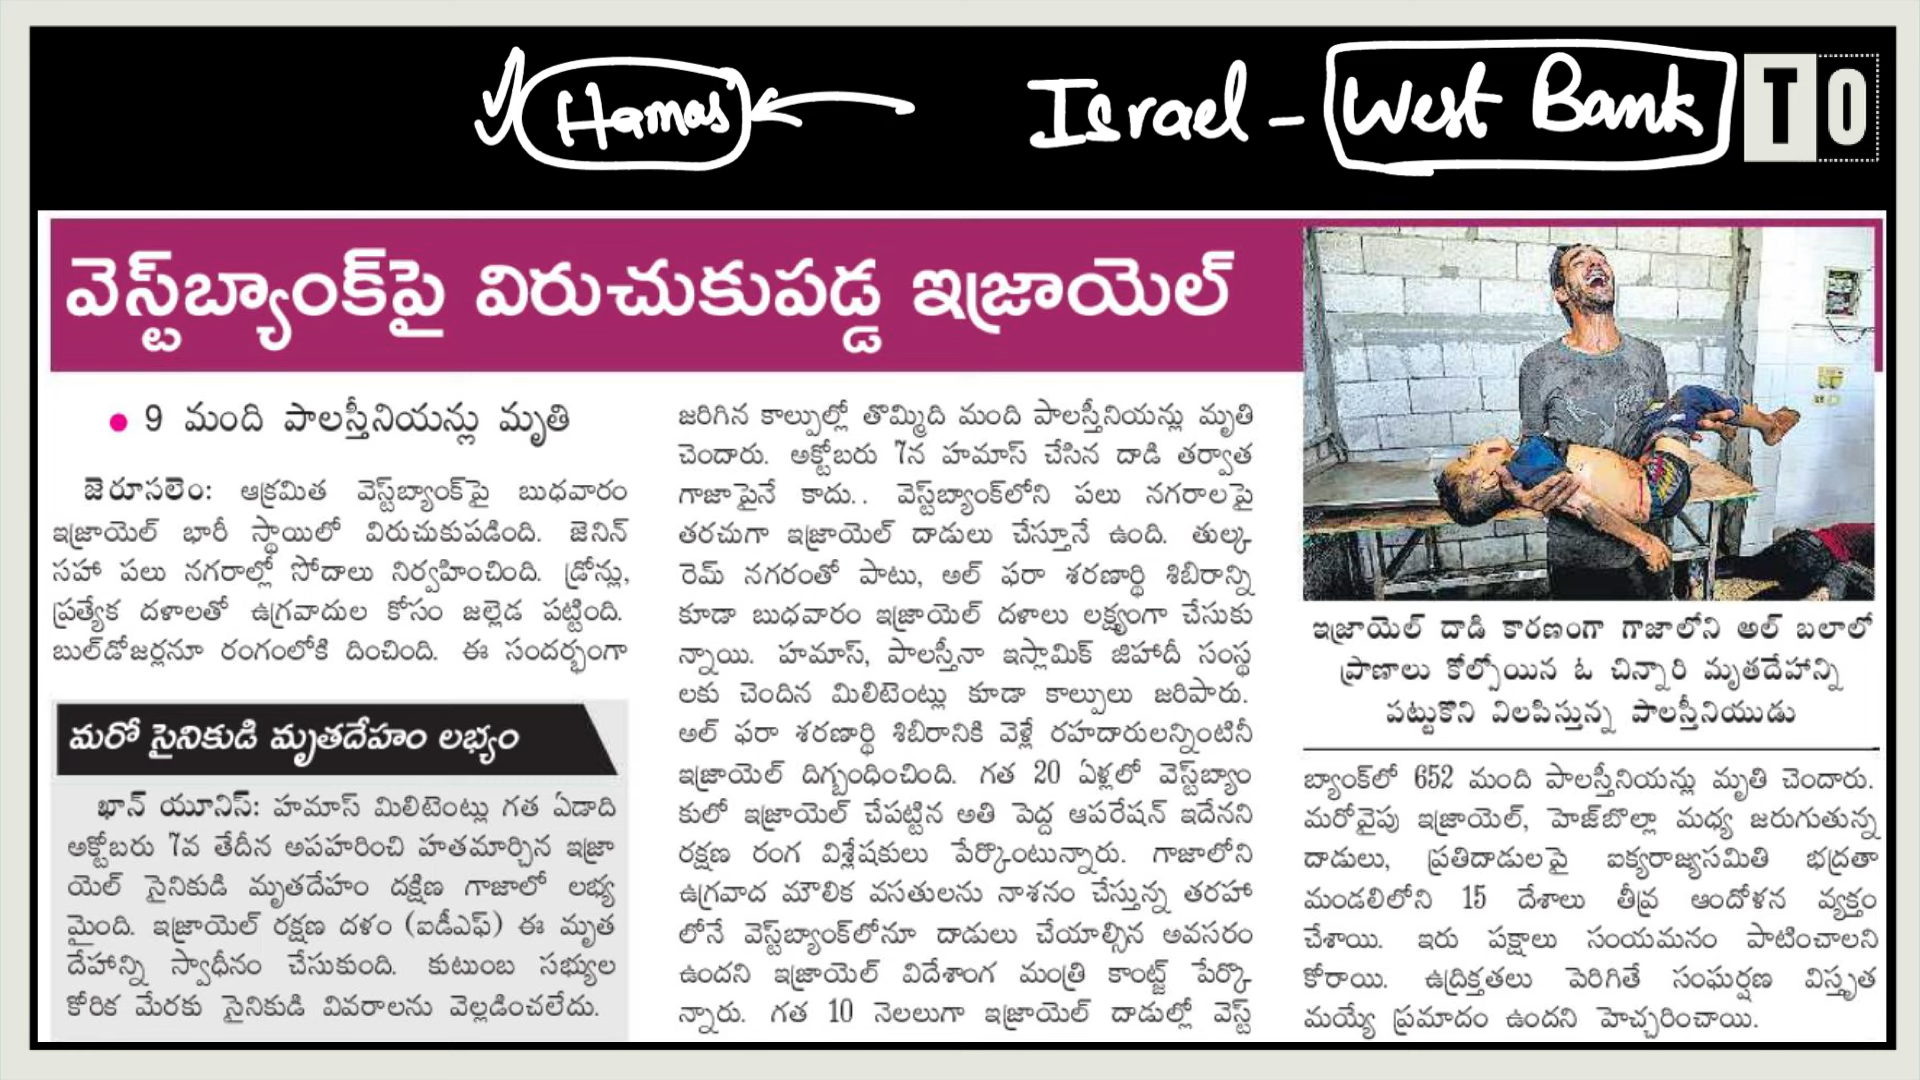 Hamas
Israel - West Bank
TO
వెస్ట్‌బ్యాంక్‌పై విరుచుకుపడ్డ ఇజ్రాయెల్
• 9 మంది పాలస్తీనియన్లు మృతి
జెరూసలెం: ఆక్రమిత వెస్ట్‌బ్యాంక్‌పై బుధవారం
ఇజ్రాయెల్ భారీ స్థాయిలో విరుచుకుపడింది. జెనిన్
సహా పలు నగరాల్లో సోదాలు నిర్వహించింది. డ్రోన్లు,
ప్రత్యేక దళాలతో ఉగ్రవాదుల కోసం జల్లెడ పట్టింది.
బుల్‌డోజర్లనూ రంగంలోకి దించింది. ఈ సందర్భంగా
మరో సైనికుడి మృతదేహం లభ్యం
ఖాన్ యూనిస్: హమాస్ మిలిటెంట్లు గత ఏడాది
అక్టోబరు 7వ తేదీన అపహరించి హతమార్చిన ఇజ్రా
యెల్ సైనికుడి మృతదేహం దక్షిణ గాజాలో లభ్య
మైంది. ఇజ్రాయెల్ రక్షణ దళం (ఐడీఎఫ్) ఈ మృత
దేహాన్ని స్వాధీనం చేసుకుంది. కుటుంబ సభ్యుల
కోరిక మేరకు సైనికుడి వివరాలను వెల్లడించలేదు.
జరిగిన కాల్పుల్లో తొమ్మిది మంది పాలస్తీనియన్లు మృతి
చెందారు. అక్టోబరు 7న హమాస్ చేసిన దాడి తర్వాత
గాజాపైనే కాదు.. వెస్ట్‌బ్యాంక్‌లోని పలు నగరాలపై
తరచుగా ఇజ్రాయెల్ దాడులు చేస్తూనే ఉంది. తుల్క
రెమ్ నగరంతో పాటు, అల్ ఫరా శరణార్థి శిబిరాన్ని
కూడా బుధవారం ఇజ్రాయెల్ దళాలు లక్ష్యంగా చేసుకు
న్నాయి. హమాస్, పాలస్తీనా ఇస్లామిక్ జిహాదీ సంస్థ
లకు చెందిన మిలిటెంట్లు కూడా కాల్పులు జరిపారు.
అల్ ఫరా శరణార్థి శిబిరానికి వెళ్లే రహదారులన్నింటినీ
ఇజ్రాయెల్ దిగ్బంధించింది. గత 20 ఏళ్లలో వెస్ట్‌బ్యాం
కులో ఇజ్రాయెల్ చేపట్టిన అతి పెద్ద ఆపరేషన్ ఇదేనని
రక్షణ రంగ విశ్లేషకులు పేర్కొంటున్నారు. గాజాలోని
ఉగ్రవాద మౌలిక వసతులను నాశనం చేస్తున్న తరహా
లోనే వెస్ట్‌బ్యాంక్‌లోనూ దాడులు చేయాల్సిన అవసరం
ఉందని ఇజ్రాయెల్ విదేశాంగ మంత్రి కాంట్జ్ పేర్కొ
న్నారు. గత 10 నెలలుగా ఇజ్రాయెల్ దాడుల్లో వెస్ట్
ఇజ్రాయెల్ దాడి కారణంగా గాజాలోని అల్ బలాలో
ప్రాణాలు కోల్పోయిన ఓ చిన్నారి మృతదేహాన్ని
పట్టుకొని విలపిస్తున్న పాలస్తీనియుడు
బ్యాంక్‌లో 652 మంది పాలస్తీనియన్లు మృతి చెందారు.
మరోవైపు ఇజ్రాయెల్, హెజ్‌బొల్లా మధ్య జరుగుతున్న
దాడులు, ప్రతిదాడులపై ఐక్యరాజ్యసమితి భద్రతా
మండలిలోని 15 దేశాలు తీవ్ర ఆందోళన వ్యక్తం
చేశాయి. ఇరు పక్షాలు సంయమనం పాటించాలని
కోరాయి. ఉద్రిక్తతలు పెరిగితే సంఘర్షణ విస్తృత
మయ్యే ప్రమాదం ఉందని హెచ్చరించాయి.